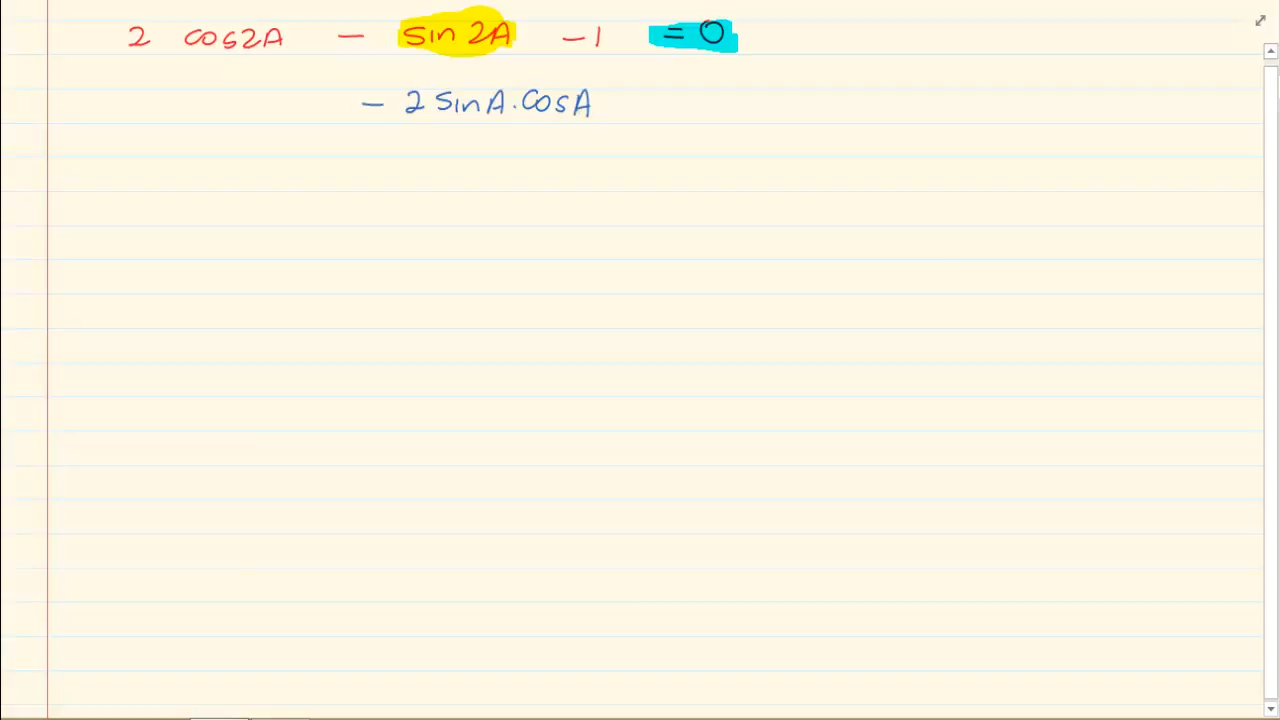 2 cos2A - sin 2A - 1 = 0
- 2 sinA . cosA